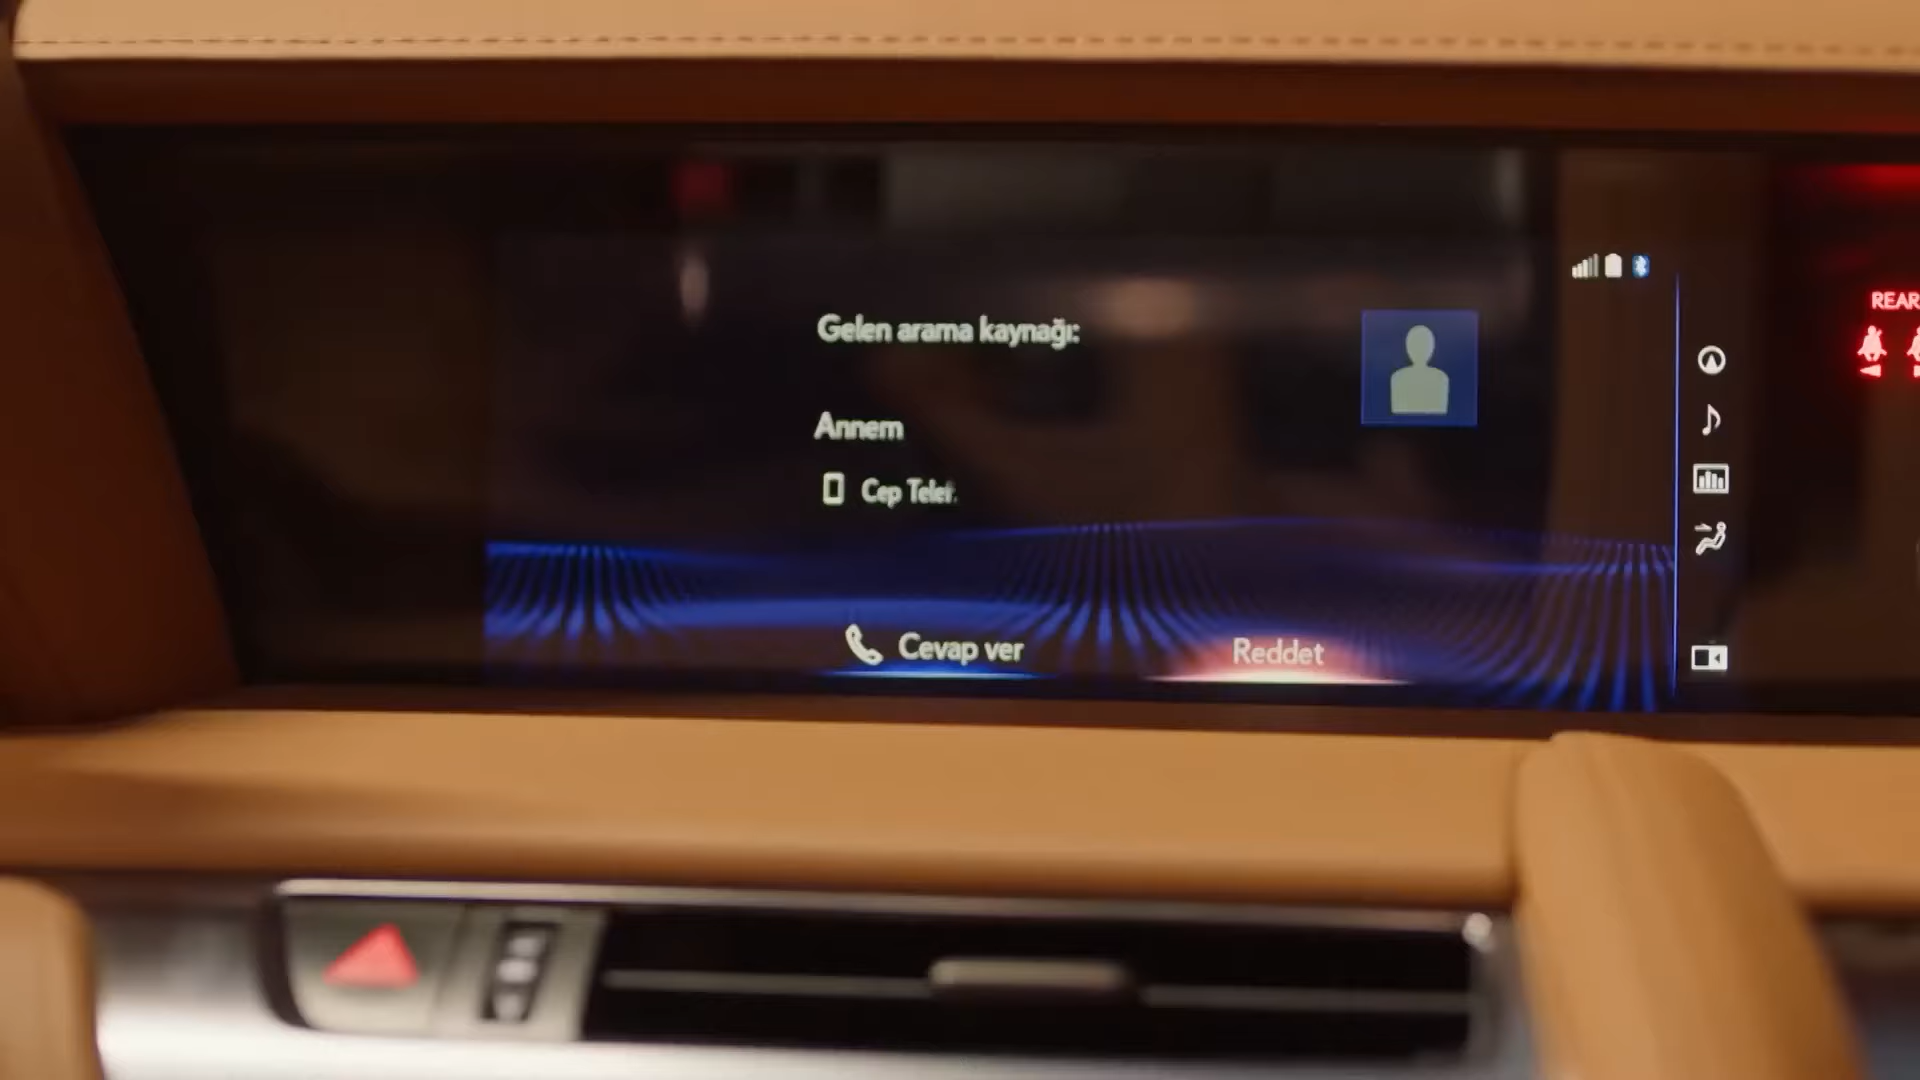 Gelen arama kaynağı:
REAR
Annem
Cep Telef.
Cevap ver
Reddet